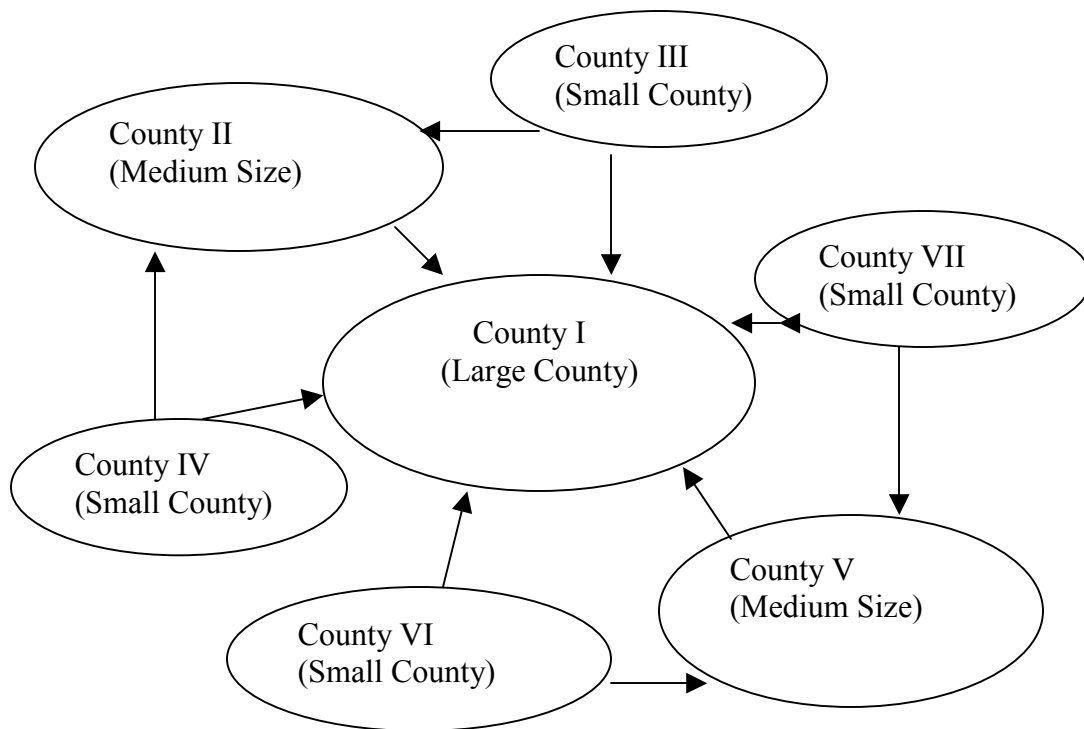 County III
(Small County)
County II
(Medium Size)
County VII
(Small County)
County I
(Large County)
County IV
(Small County)
County V
(Medium Size)
County VI
(Small County)